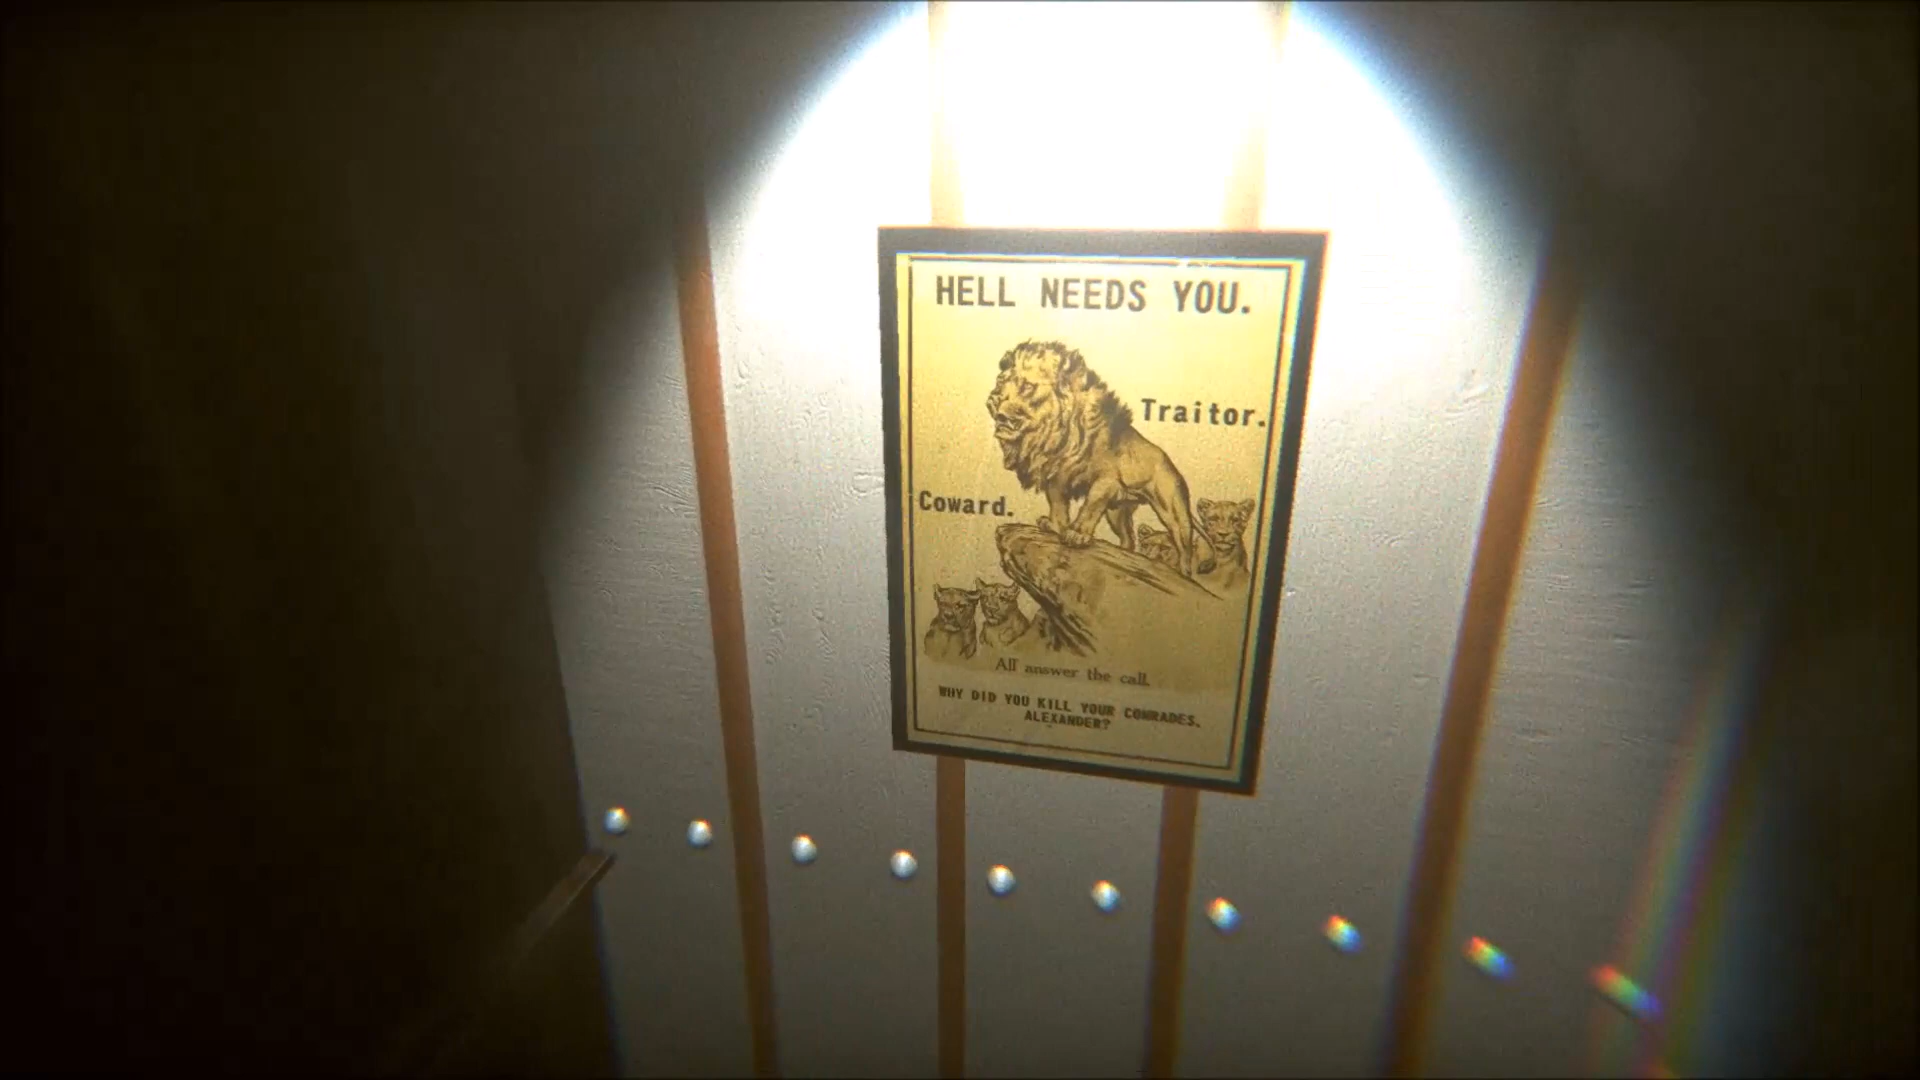 HELL NEEDS YOU.
Traitor.
Coward.
All answer the call.
WHY DID YOU KILL YOUR COMRADES,
ALEXANDER?